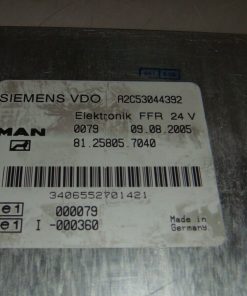 SIEMENS VDO A2C53044392
Elektronik FFR 24 V
MAN 0079 09.08.2005
81.25805.7040
3406552701421
e1 000079
e1 I -000360
Made in
Germany